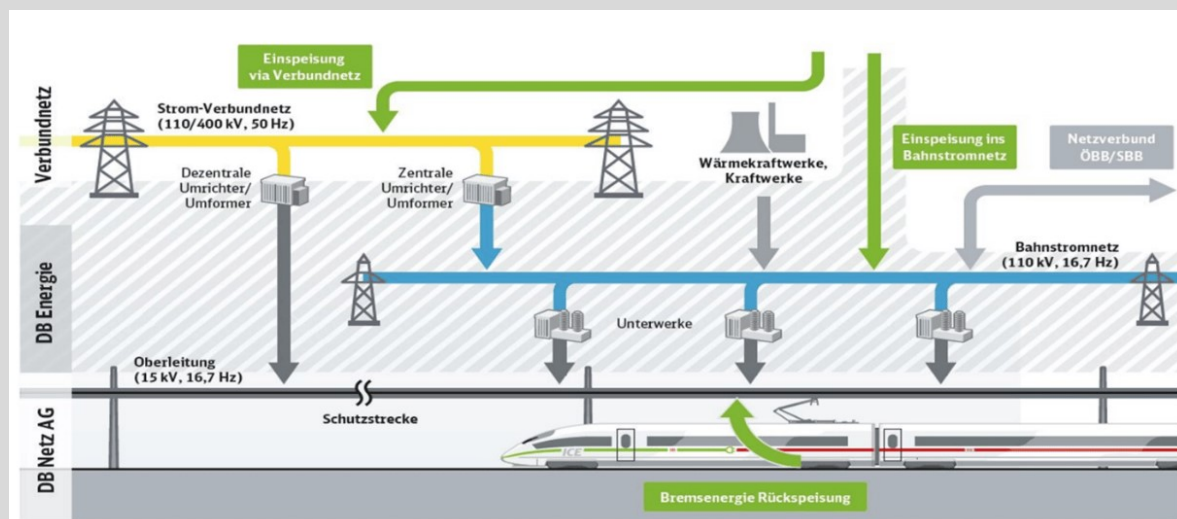 Einspeisung
via Verbundnetz
Verbundnetz
Strom-Verbundnetz
(110/400 kV, 50 Hz)
Dezentrale
Umrichter/
Umformer
Zentrale
Umrichter/
Umformer
Wärmekraftwerke,
Kraftwerke
Einspeisung ins
Bahnstromnetz
Netzverbund
ÖBB/SBB
DB Energie
Bahnstromnetz
(110 kV, 16,7 Hz)
Unterwerke
Oberleitung
(15 kV, 16,7 Hz)
Schutzstrecke
DB Netz AG
ICE
Bremsenergie Rückspeisung